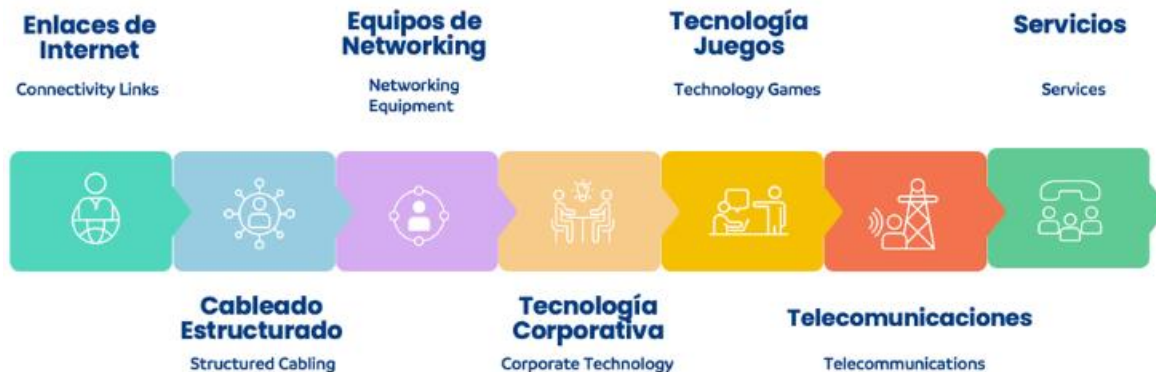 Enlaces de
Internet
Connectivity Links
Equipos de
Networking
Networking
Equipment
Tecnología
Juegos
Technology Games
Servicios
Services
Cableado
Estructurado
Structured Cabling
Tecnología
Corporativa
Corporate Technology
Telecomunicaciones
Telecommunications